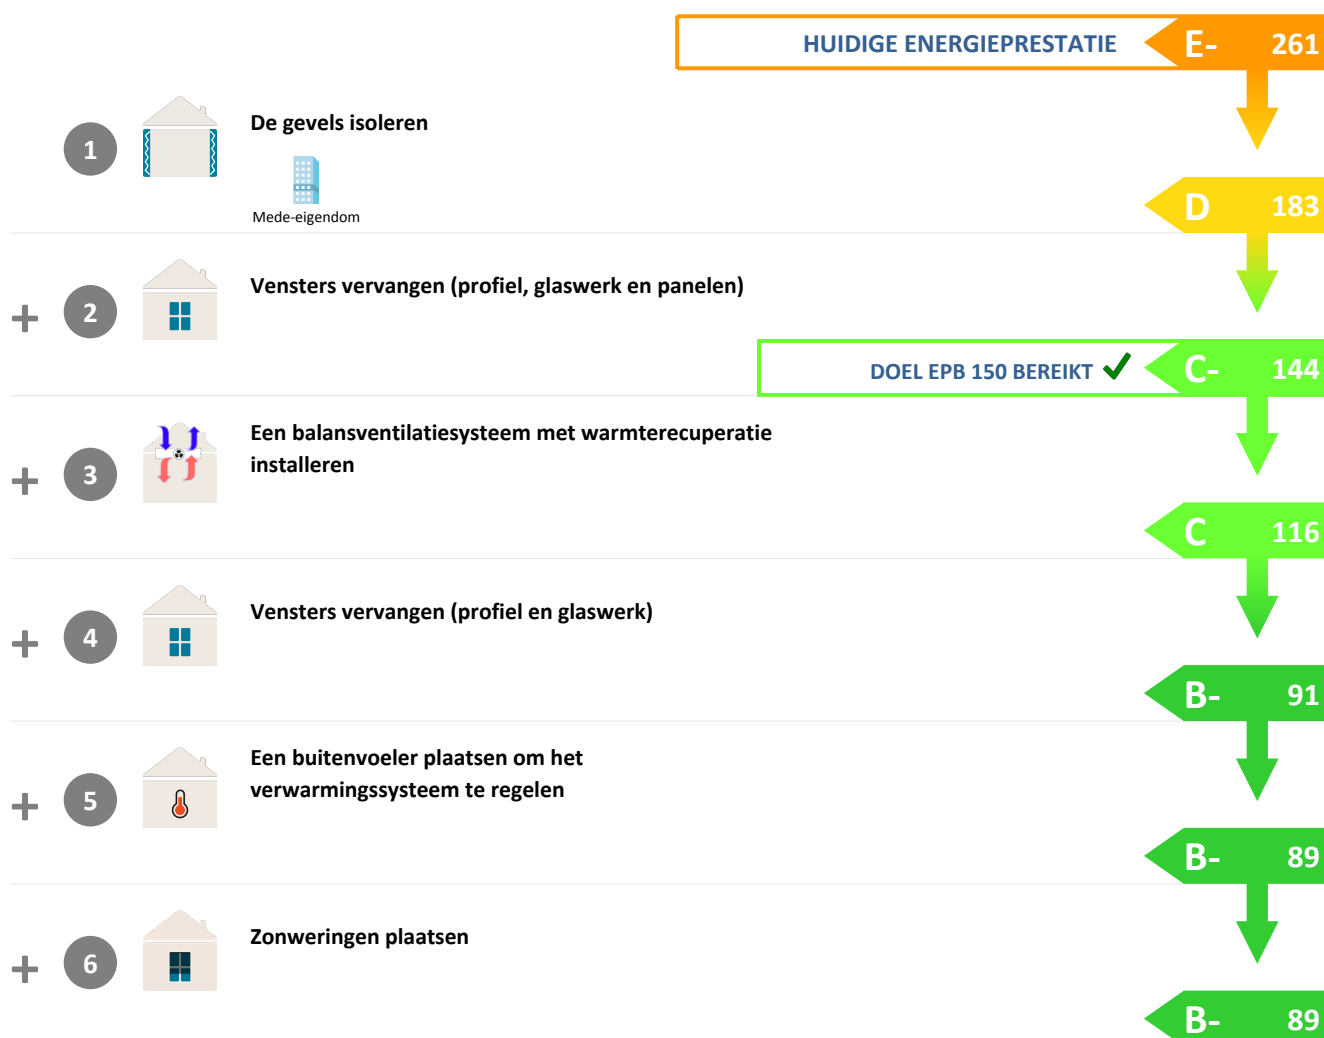 HUIDIGE ENERGIEPRESTATIE E- 261
1 De gevels isoleren
Mede-eigendom
D 183
+ 2 Vensters vervangen (profiel, glaswerk en panelen)
DOEL EPB 150 BEREIKT ✓ C- 144
+ 3 Een balansventilatiesysteem met warmterecuperatie
installeren
C 116
+ 4 Vensters vervangen (profiel en glaswerk)
B- 91
+ 5 Een buitenvoeler plaatsen om het
verwarmingssysteem te regelen
B- 89
+ 6 Zonweringen plaatsen
B- 89